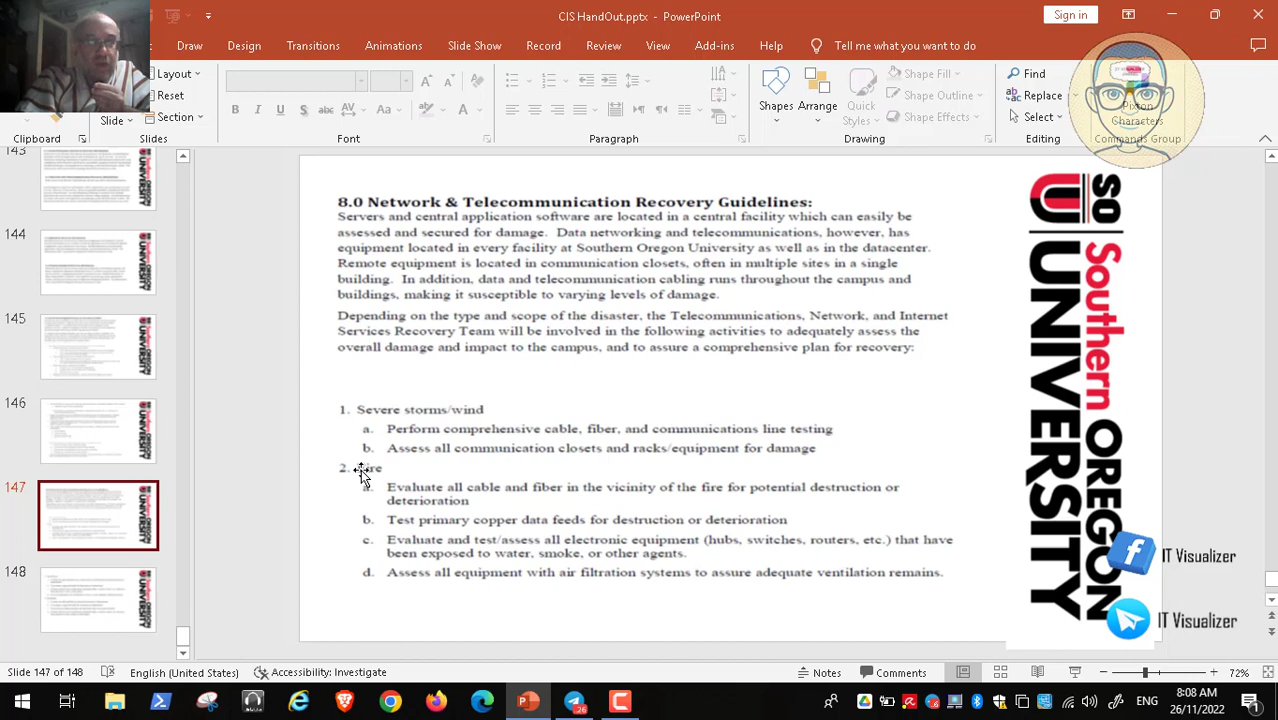 CIS HandOut.pptx - PowerPoint
Sign in
Draw Design Transitions Animations Slide Show Record Review View Add-ins Help Tell me what you want to do
Layout
Reset
Slide
Section
Shapes
Arrange
Quick
Styles
Shape Fill
Shape Outline
Shape Effects
Find
Replace
Select
Pixton
Characters
Clipboard Slides Font Paragraph Drawing Editing Commands Group
143
144
145
146
147
148
.0 Network & Telecommunication Recovery Guidelines:
Servers and central application software are located in a central facility which can easily be
assessed and secured for damage. Data networking and telecommunications, however, has
equipment located in every facility at Southern Oregon University as well as in the datacenter.
Remote equipment is located in communication closets, often in multiple sites in a single
building. In addition, data and telecommunication cabling runs throughout the campus and
buildings, making it susceptible to varying levels of damage.
Depending on the type and scope of the disaster, the Telecommunications, Network, and Internet
Services Recovery Team will be involved in the following activities to adequately assess the
overall damage and impact to the campus, and to assure a comprehensive plan for recovery:
1. Severe storms/wind
a. Perform comprehensive cable, fiber, and communications line testing
b. Assess all communication closets and racks/equipment for damage
2. Fire
a. Evaluate all cable and fiber in the vicinity of the fire for potential destruction or
deterioration
b. Test primary copper data feeds for destruction or deterioration
c. Evaluate and test/assess all electronic equipment (hubs, switches, routers, etc.) that have
been exposed to water, smoke, or other agents.
d. Assess all equipment with air filtration systems to assure adequate ventilation remains.
SO U
Southern OREGON
UNIVERSITY
IT Visualizer
IT Visualizer
Slide 147 of 148 English (United States) Accessibility: Investigate Notes Comments 72%
26
ENG
8:08 AM
26/11/2022
1